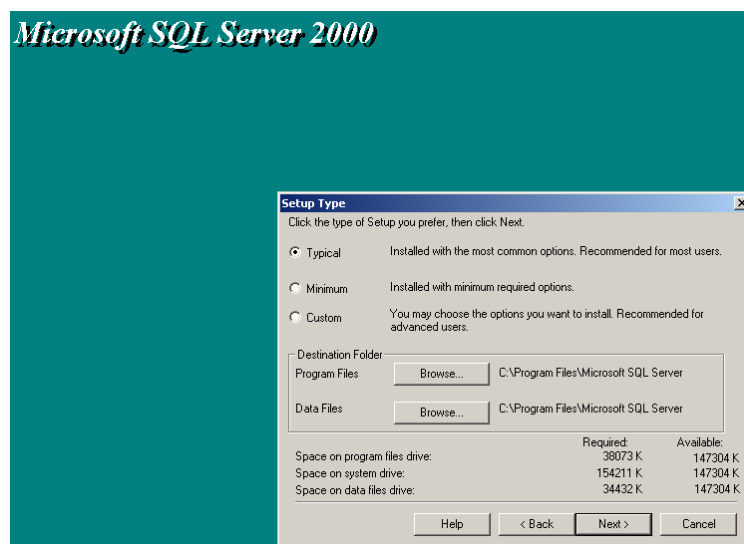 Microsoft SQL Server 2000
Setup Type
Click the type of Setup you prefer, then click Next.
Typical Installed with the most common options. Recommended for most users.
Minimum Installed with minimum required options.
Custom You may choose the options you want to install. Recommended for
advanced users.
Destination Folder
Program Files Browse... C:\Program Files\Microsoft SQL Server
Data Files Browse... C:\Program Files\Microsoft SQL Server
Required: Available:
Space on program files drive: 38073 K 147304 K
Space on system drive: 154211 K 147304 K
Space on data files drive: 34432 K 147304 K
Help < Back Next > Cancel